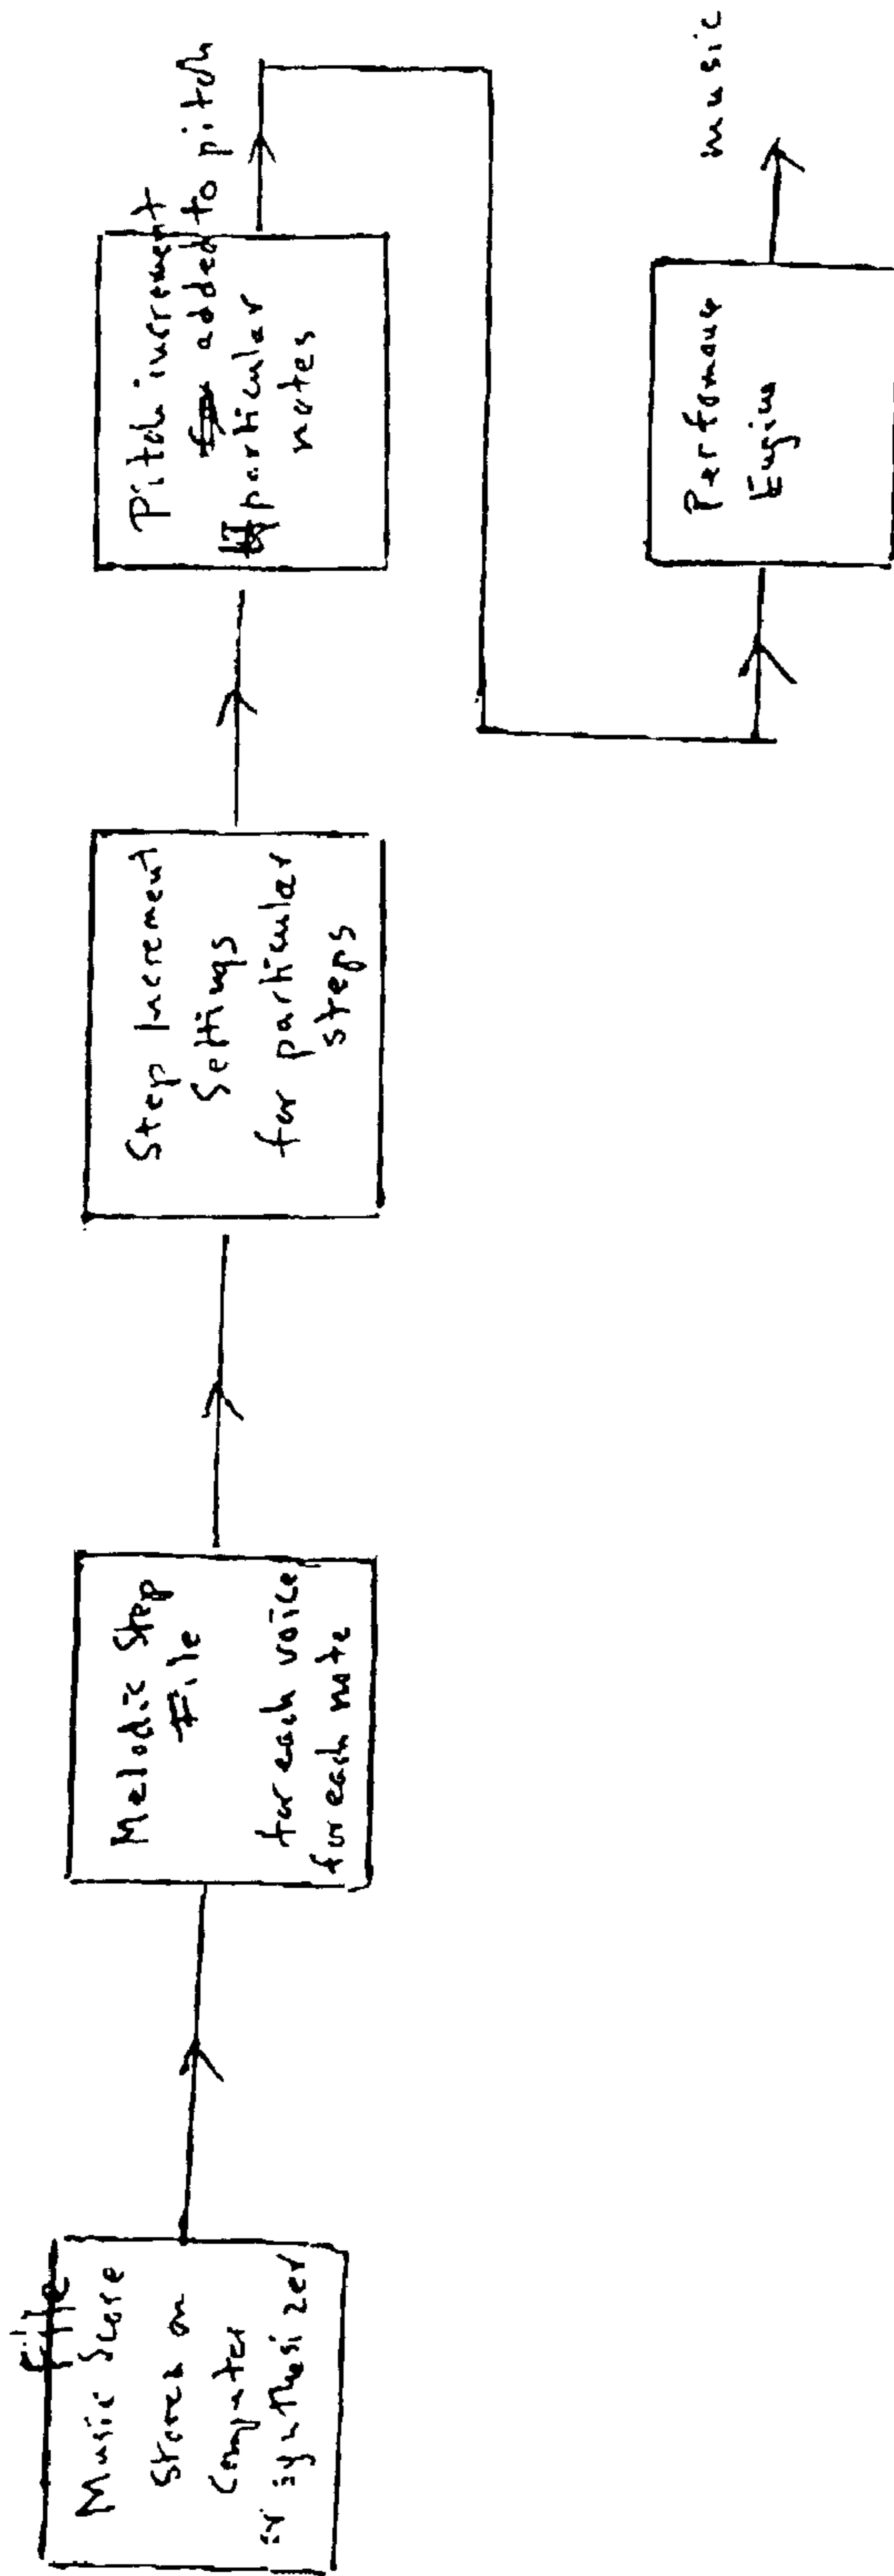 file
Music Score
Stored on
Computer
or synthesizer
Melodic Step
File
for each voice
for each note
Step Increment
Settings
for particular
steps
Pitch increment
added to pitch
particular
notes
Performance
Engine
music